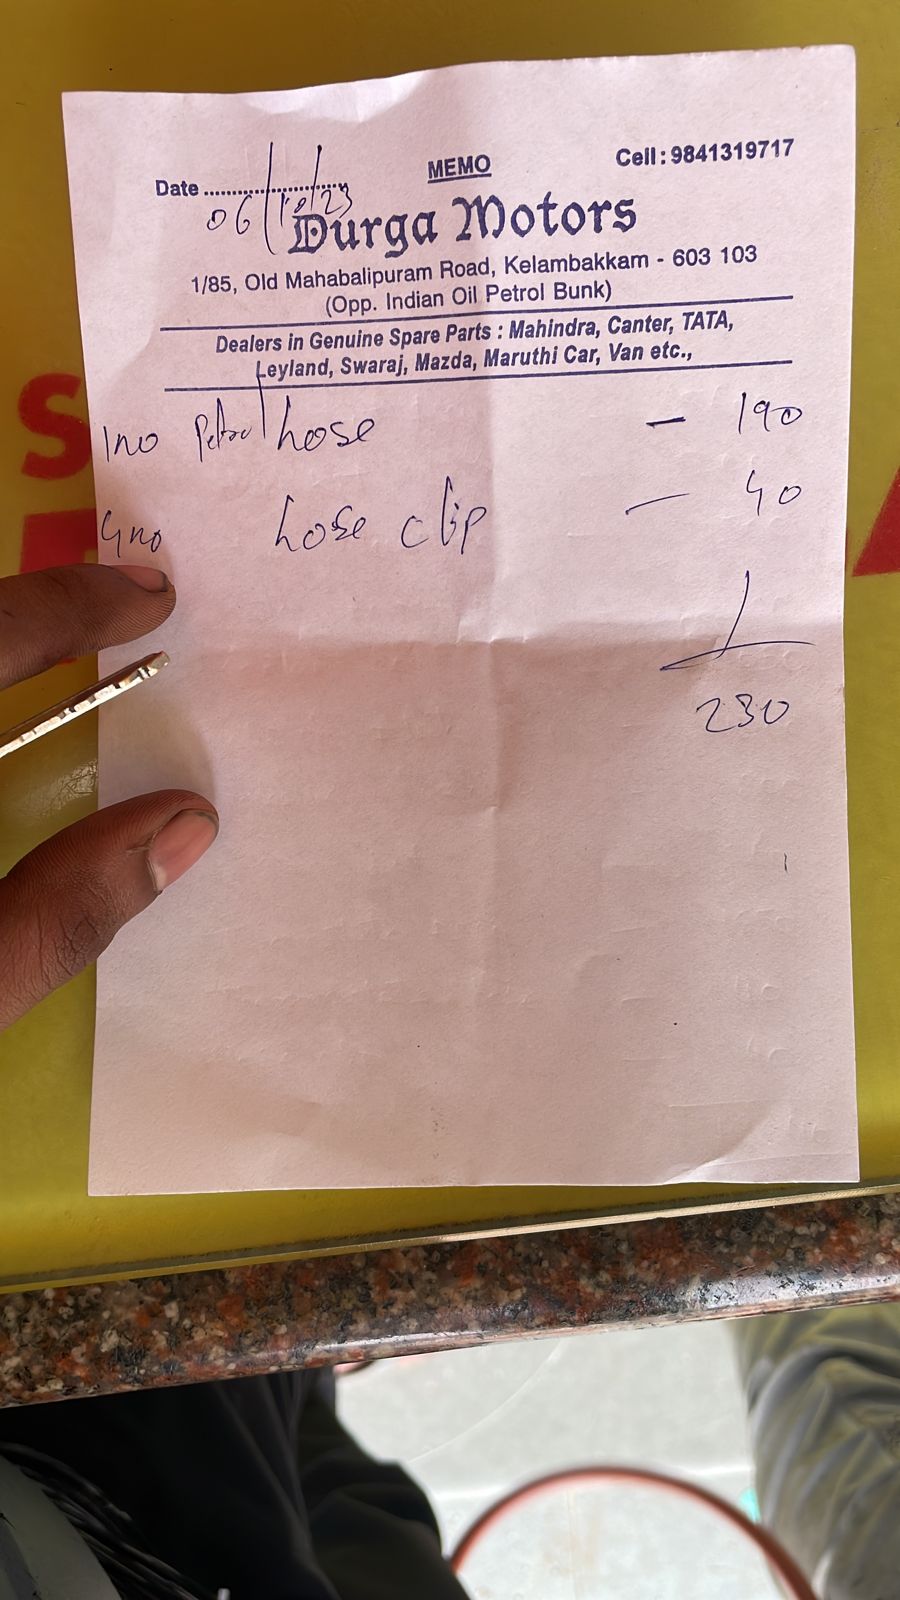 MEMO
Cell : 9841319717
Date ........................
06/10/23
Durga Motors
1/85, Old Mahabalipuram Road, Kelambakkam - 603 103
(Opp. Indian Oil Petrol Bunk)
Dealers in Genuine Spare Parts : Mahindra, Canter, TATA,
Leyland, Swaraj, Mazda, Maruthi Car, Van etc.,
1no Petrol hose - 190
4no hose clip - 40
230